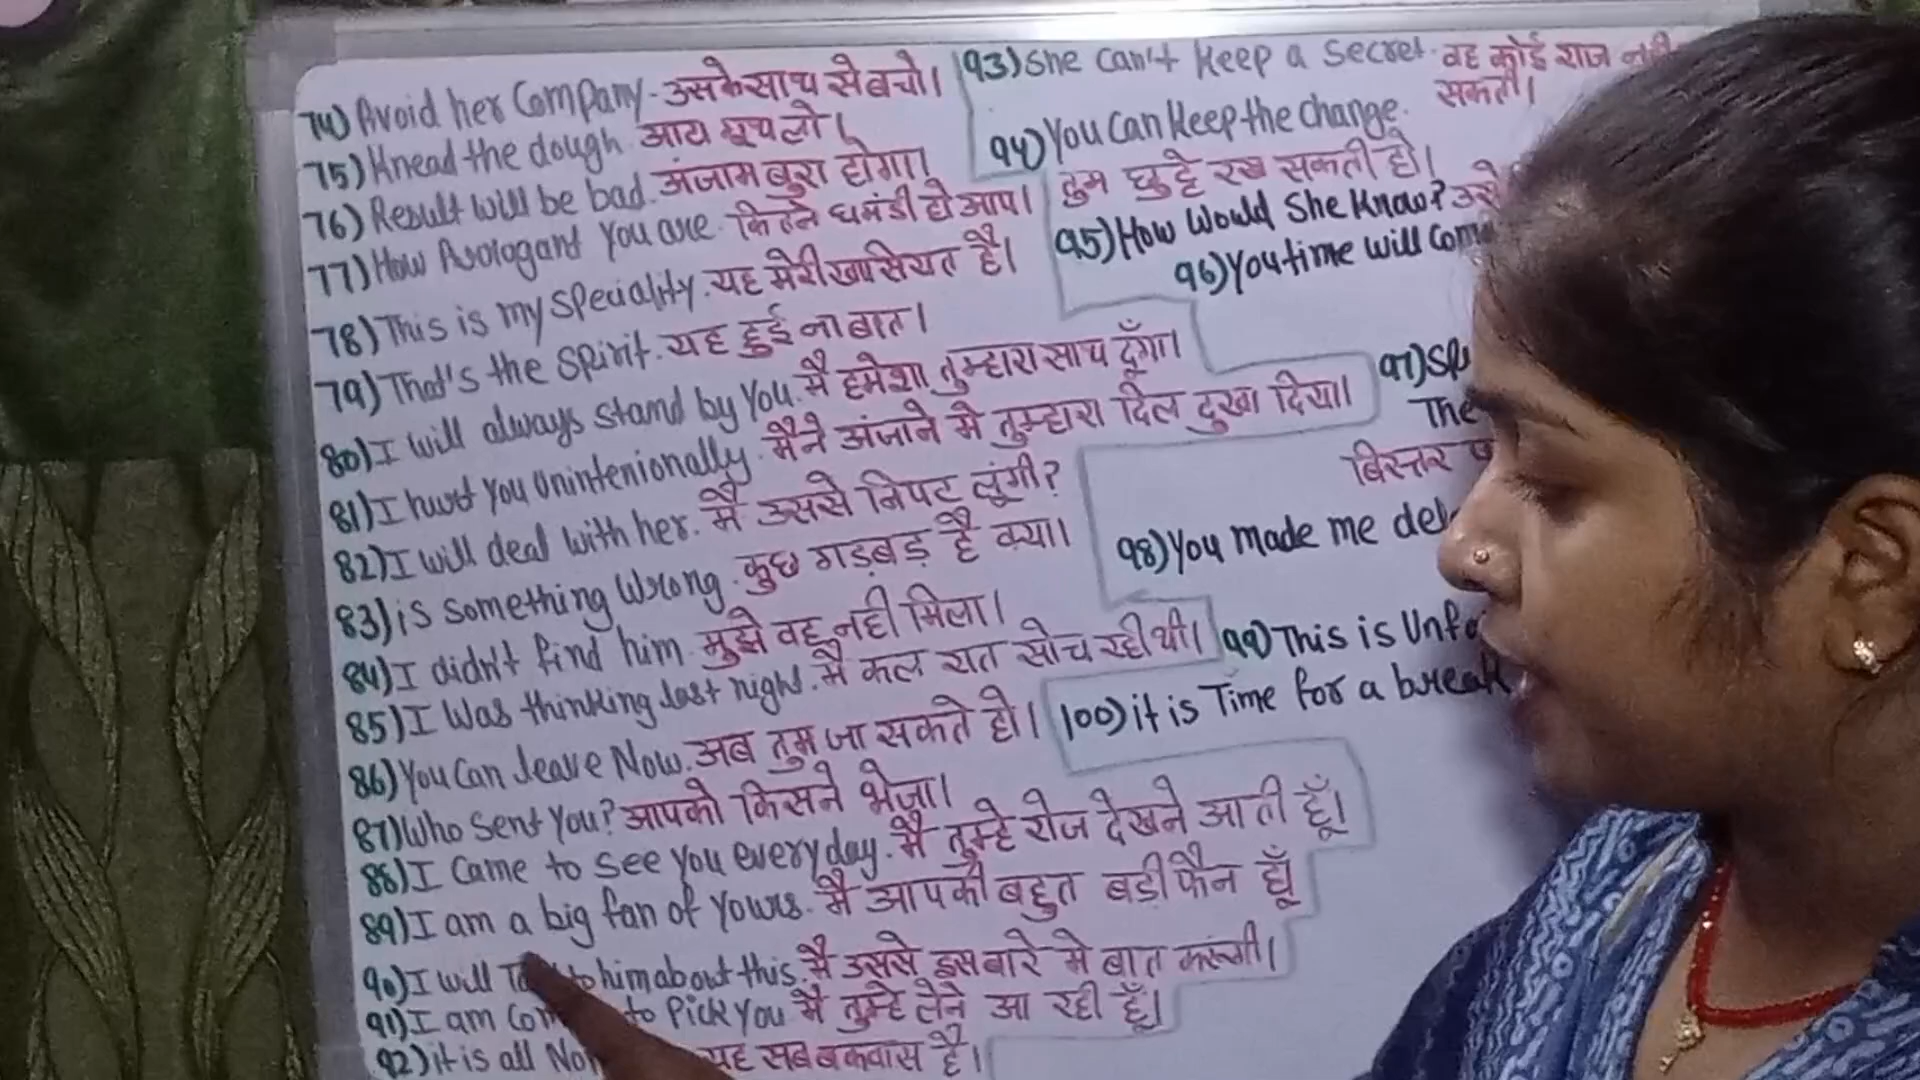 74) Avoid her Company - उसके साथ से बचो।
75) Knead the dough. आटा गूथ लो।
76) Result will be bad. अंजाम बुरा होगा।
77) How Arrogant You are. कितने घमंडी हो आप।
78) This is my speciality. यह मेरी खासियत है।
79) That's the spirit. यह हुई ना बात।
80) I will always stand by You. मै हमेशा तुम्हारा साथ दूँगा।
81) I hurt you Unintenionally. मैने अंजाने मे तुम्हारा दिल दुखा दिया।
82) I will deal with her. मै उससे निपट लूंगी?
83) is something Wrong. कुछ गड़बड़ है क्या।
84) I didn't find him. मुझे वह नही मिला।
85) I Was thinking last night. मै कल रात सोच रही थी।
86) You Can leave Now. अब तुम जा सकते हो।
87) Who sent You? आपको किसने भेजा।
88) I Came to see you everyday. मै तुम्हे रोज देखने आती हूँ।
89) I am a big fan of yours. मै आपकी बहुत बडी फैन हूँ
90) I will to him about this. मै उससे इस बारे मे बात करूंगी।
91) I am to Pick You मै तुम्हे लेने आ रही हूँ।
92) it is all यह सब बकवास है।
93) She Can't keep a Secret. वह कोई राज
सकती।
94) You Can Keep the change.
तुम छुट्टे रख सकती हो।
95) How Would She Know?
96) You time will
97)
The
बिस्तर
98) You made me
99) This is
100) it is Time for a break